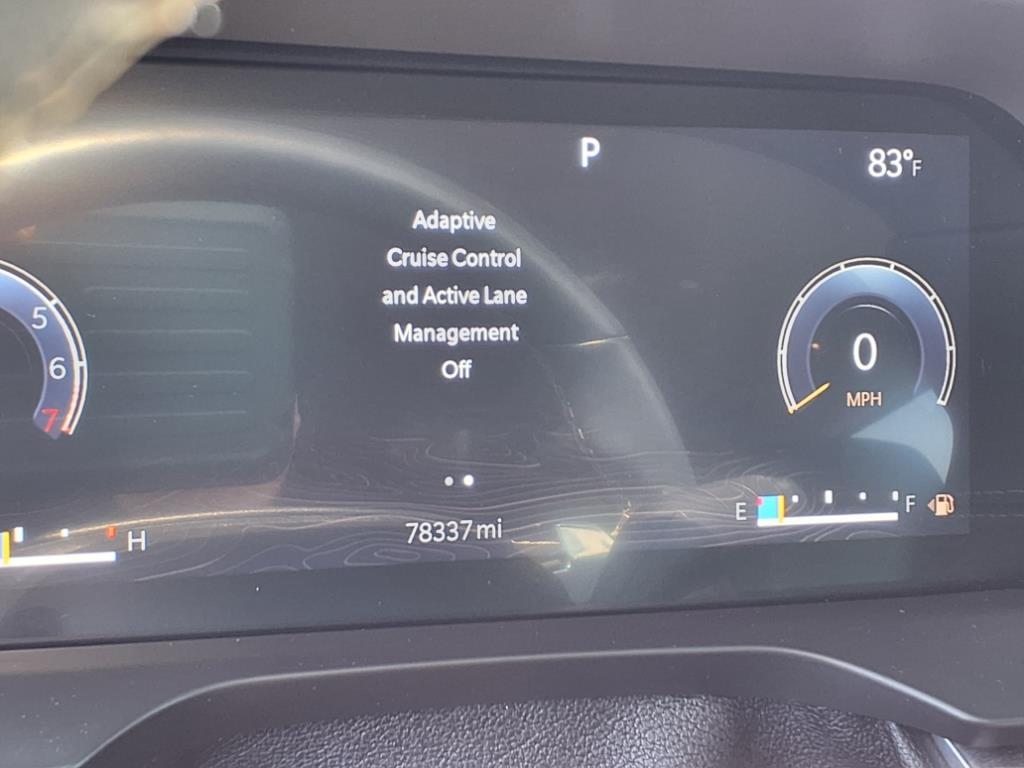 P
83°F
Adaptive
Cruise Control
and Active Lane
Management
Off
5
6
7
0
MPH
E F
H
78337 mi